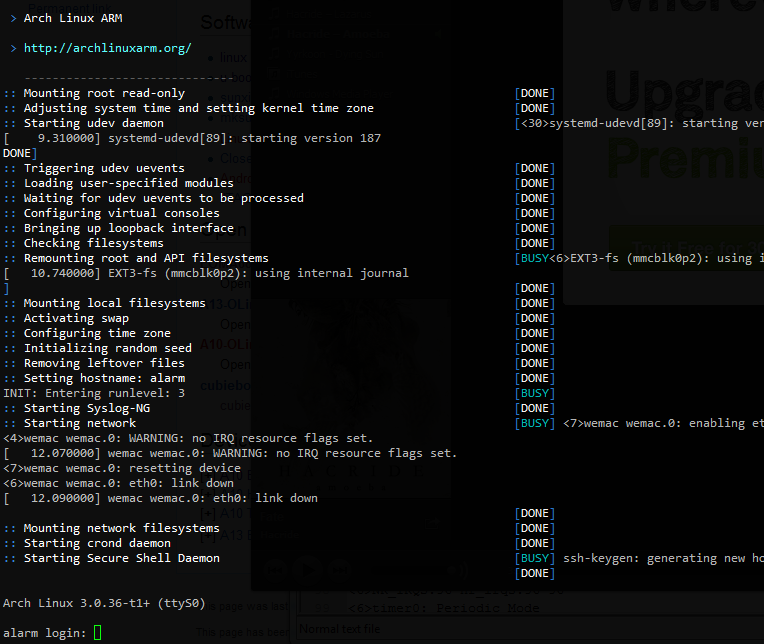 > Arch Linux ARM
> http://archlinuxarm.org/
------------------------------
:: Mounting root read-only [DONE]
:: Adjusting system time and setting kernel time zone [DONE]
:: Starting udev daemon [<30>systemd-udevd[89]: starting ver
[    9.310000] systemd-udevd[89]: starting version 187
DONE]
:: Triggering udev uevents [DONE]
:: Loading user-specified modules [DONE]
:: Waiting for udev uevents to be processed [DONE]
:: Configuring virtual consoles [DONE]
:: Bringing up loopback interface [DONE]
:: Checking filesystems [DONE]
:: Remounting root and API filesystems [BUSY<6>EXT3-fs (mmcblk0p2): using i
[   10.740000] EXT3-fs (mmcblk0p2): using internal journal
] [DONE]
:: Mounting local filesystems [DONE]
:: Activating swap [DONE]
:: Configuring time zone [DONE]
:: Initializing random seed [DONE]
:: Removing leftover files [DONE]
:: Setting hostname: alarm [DONE]
INIT: Entering runlevel: 3 [BUSY]
:: Starting Syslog-NG [DONE]
:: Starting network [BUSY] <7>wemac wemac.0: enabling et
<4>wemac wemac.0: WARNING: no IRQ resource flags set.
[   12.070000] wemac wemac.0: WARNING: no IRQ resource flags set.
<7>wemac wemac.0: resetting device
<6>wemac wemac.0: eth0: link down
[   12.090000] wemac wemac.0: eth0: link down
[DONE]
:: Mounting network filesystems [DONE]
:: Starting crond daemon [DONE]
:: Starting Secure Shell Daemon [BUSY] ssh-keygen: generating new ho
[DONE]
Arch Linux 3.0.36-t1+ (ttyS0)
<6>timer0: Periodic Mode
Normal text file
alarm login: